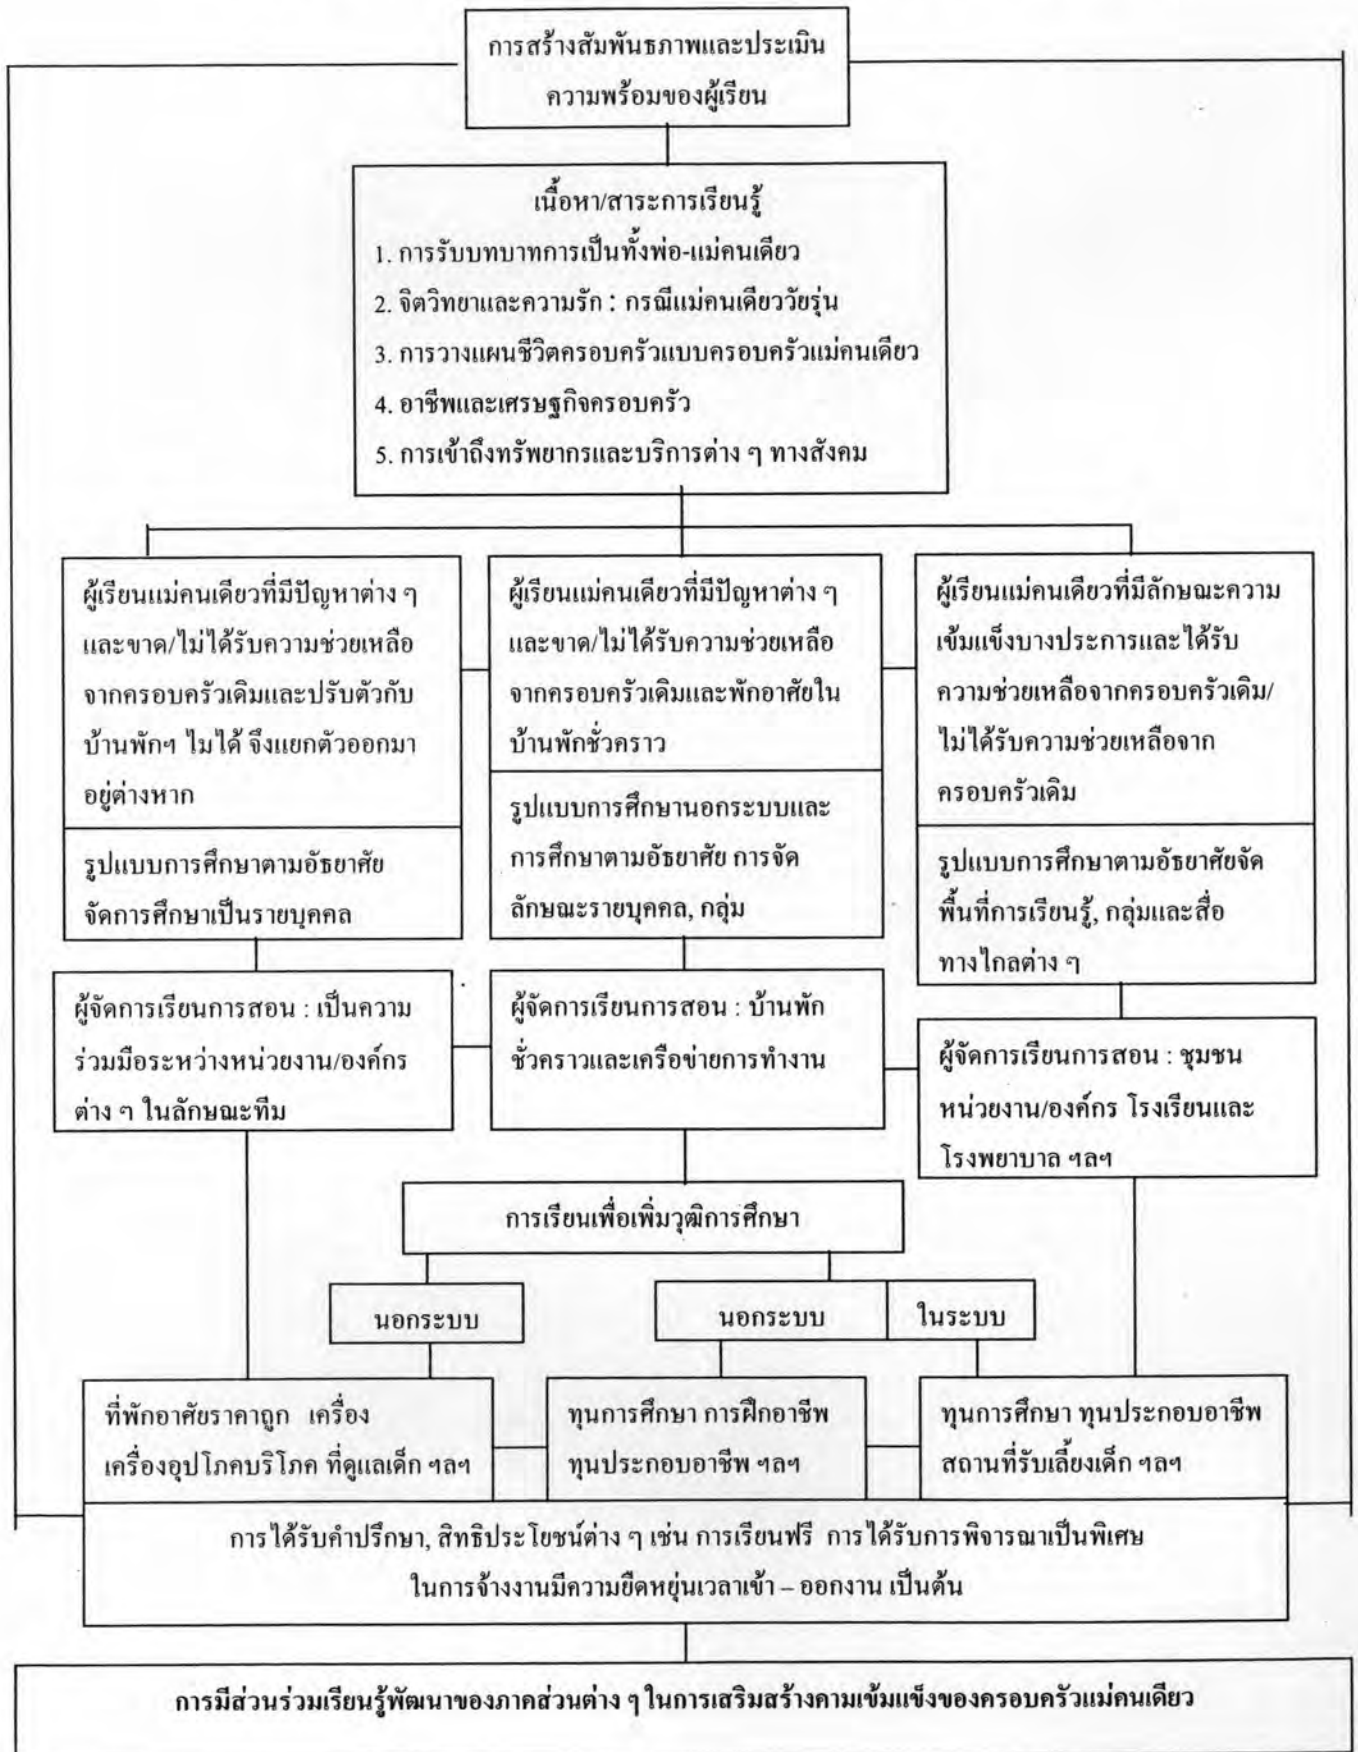 การสร้างสัมพันธภาพและประเมิน
ความพร้อมของผู้เรียน
เนื้อหา/สาระการเรียนรู้
1. การรับบทบาทการเป็นทั้งพ่อ-แม่คนเดียว
2. จิตวิทยาและความรัก : กรณีแม่คนเดียววัยรุ่น
3. การวางแผนชีวิตครอบครัวแบบครอบครัวแม่คนเดียว
4. อาชีพและเศรษฐกิจครอบครัว
5. การเข้าถึงทรัพยากรและบริการต่าง ๆ ทางสังคม
ผู้เรียนแม่คนเดียวที่มีปัญหาต่าง ๆ
และขาด/ไม่ได้รับความช่วยเหลือ
จากครอบครัวเดิมและปรับตัวกับ
บ้านพักฯ ไมได้ จึงแยกตัวออกมา
อยู่ต่างหาก
รูปแบบการศึกษาตามอัธยาศัย
จัดการศึกษาเป็นรายบุคคล
ผู้เรียนแม่คนเดียวที่มีปัญหาต่าง ๆ
และขาด/ไม่ได้รับความช่วยเหลือ
จากครอบครัวเดิมและพักอาศัยใน
บ้านพักชั่วคราว
รูปแบบการศึกษานอกระบบและ
การศึกษาตามอัธยาศัย การจัด
ลักษณะรายบุคคล, กลุ่ม
ผู้เรียนแม่คนเดียวที่มีลักษณะความ
เข้มแข็งบางประการและได้รับ
ความช่วยเหลือจากครอบครัวเดิม/
ไม่ได้รับความช่วยเหลือจาก
ครอบครัวเดิม
รูปแบบการศึกษาตามอัธยาศัยจัด
พื้นที่การเรียนรู้, กลุ่มและสื่อ
ทางไกลต่าง ๆ
ผู้จัดการเรียนการสอน : เป็นความ
ร่วมมือระหว่างหน่วยงาน/องค์กร
ต่าง ๆ ในลักษณะทีม
ผู้จัดการเรียนการสอน : บ้านพัก
ชั่วคราวและเครือข่ายการทำงาน
ผู้จัดการเรียนการสอน : ชุมชน
หน่วยงาน/องค์กร โรงเรียนและ
โรงพยาบาล ฯลฯ
การเรียนเพื่อเพิ่มวุฒิการศึกษา
นอกระบบ
นอกระบบ
ในระบบ
ที่พักอาศัยราคาถูก เครื่อง
เครื่องอุปโภคบริโภค ที่ดูแลเด็ก ฯลฯ
ทุนการศึกษา การฝึกอาชีพ
ทุนประกอบอาชีพ ฯลฯ
ทุนการศึกษา ทุนประกอบอาชีพ
สถานที่รับเลี้ยงเด็ก ฯลฯ
การได้รับคำปรึกษา, สิทธิประโยชน์ต่าง ๆ เช่น การเรียนฟรี การได้รับการพิจารณาเป็นพิเศษ
ในการจ้างงานมีความยืดหยุ่นเวลาเข้า – ออกงาน เป็นต้น
การมีส่วนร่วมเรียนรู้พัฒนาของภาคส่วนต่าง ๆ ในการเสริมสร้างคามเข้มแข็งของครอบครัวแม่คนเดียว